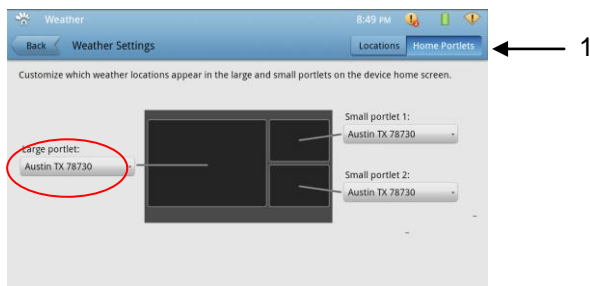 Weather 8:49 PM
Back Weather Settings Locations Home Portlets 1
Customize which weather locations appear in the large and small portlets on the device home screen.
Small portlet 1:
Austin TX 78730
Large portlet:
Austin TX 78730
Small portlet 2:
Austin TX 78730